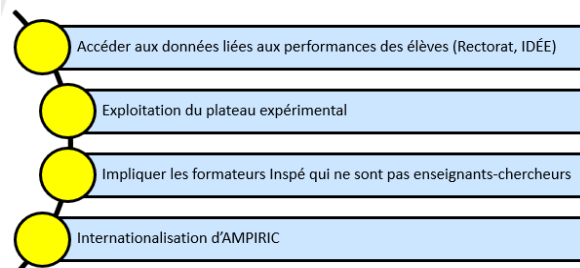 Accéder aux données liées aux performances des élèves (Rectorat, IDÉE)
Exploitation du plateau expérimental
Impliquer les formateurs Inspé qui ne sont pas enseignants-chercheurs
Internationalisation d’AMPIRIC